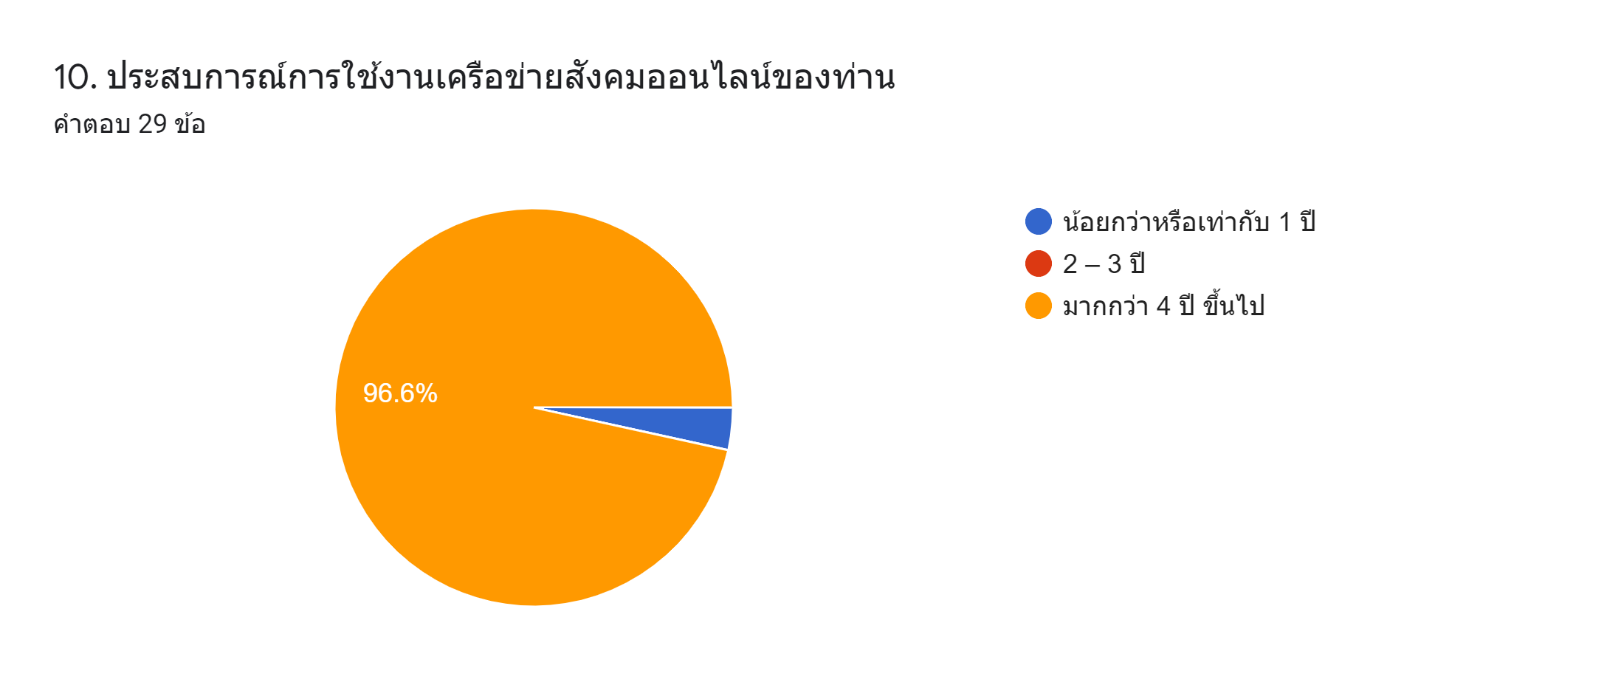 10. ประสบการณ์การใช้งานเครือข่ายสังคมออนไลน์ของท่าน
คำตอบ 29 ข้อ
น้อยกว่าหรือเท่ากับ 1 ปี
2 – 3 ปี
มากกว่า 4 ปี ขึ้นไป
96.6%